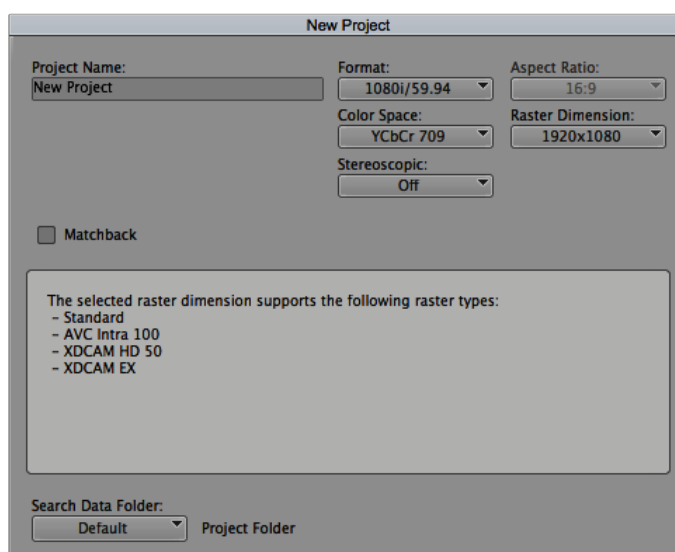 New Project
Project Name:
New Project
Format:
1080i/59.94
Aspect Ratio:
16:9
Color Space:
YCbCr 709
Raster Dimension:
1920x1080
Stereoscopic:
Off
Matchback
The selected raster dimension supports the following raster types:
– Standard
– AVC Intra 100
– XDCAM HD 50
– XDCAM EX
Search Data Folder:
Default
Project Folder